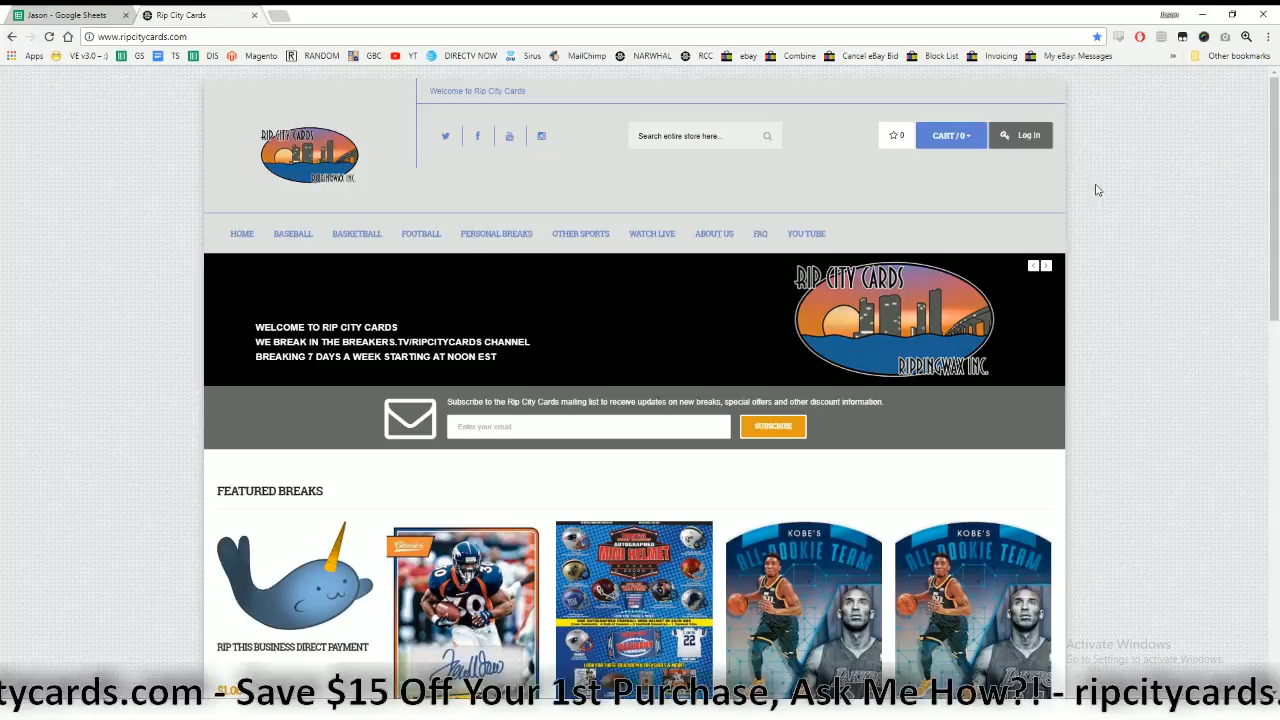 Jason - Google Sheets
Rip City Cards
Jason
www.ripcitycards.com
Apps VE v3.0 =-:) GS TS DIS Magento RANDOM GBC YT DIRECTV NOW Sirus MailChimp NARWHAL RCC ebay Combine Cancel eBay Bid Block List Invoicing My eBay: Messages » Other bookmarks
Welcome to Rip City Cards
RIP CITY CARDS
RIPPINGWAX INC.
Search entire store here...
0
CART / 0
Log In
HOME BASEBALL BASKETBALL FOOTBALL PERSONAL BREAKS OTHER SPORTS WATCH LIVE ABOUT US FAQ YOU TUBE
RIP CITY CARDS
RIPPINGWAX INC.
WELCOME TO RIP CITY CARDS
WE BREAK IN THE BREAKERS.TV/RIPCITYCARDS CHANNEL
BREAKING 7 DAYS A WEEK STARTING AT NOON EST
Subscribe to the Rip City Cards mailing list to receive updates on new breaks, special offers and other discount information.
Enter your email
SUBSCRIBE
FEATURED BREAKS
Classics
AUTOGRAPHED
MINI HELMET
22
KOBE'S
ALL-ROOKIE TEAM
LAKERS
KOBE'S
ALL-ROOKIE TEAM
LAKERS
RIP THIS BUSINESS DIRECT PAYMENT
Activate Windows
Go to Settings to activate Windows.
tycards.com - Save $15 Off Your 1st Purchase, Ask Me How?! - ripcitycards.